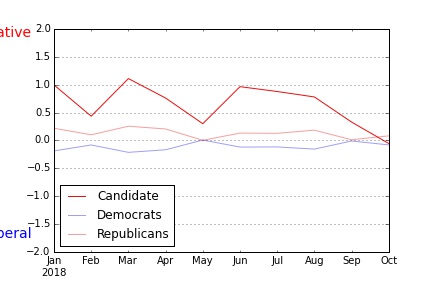 ative
2.0
1.5
1.0
0.5
0.0
−0.5
−1.0
−1.5
−2.0
beral
Candidate
Democrats
Republicans
Jan Feb Mar Apr May Jun Jul Aug Sep Oct
2018